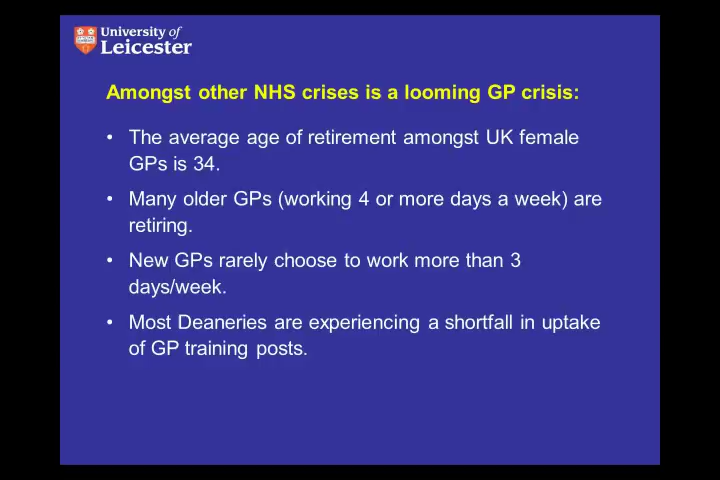 University of
Leicester
Amongst other NHS crises is a looming GP crisis:
• The average age of retirement amongst UK female
GPs is 34.
• Many older GPs (working 4 or more days a week) are
retiring.
• New GPs rarely choose to work more than 3
days/week.
• Most Deaneries are experiencing a shortfall in uptake
of GP training posts.